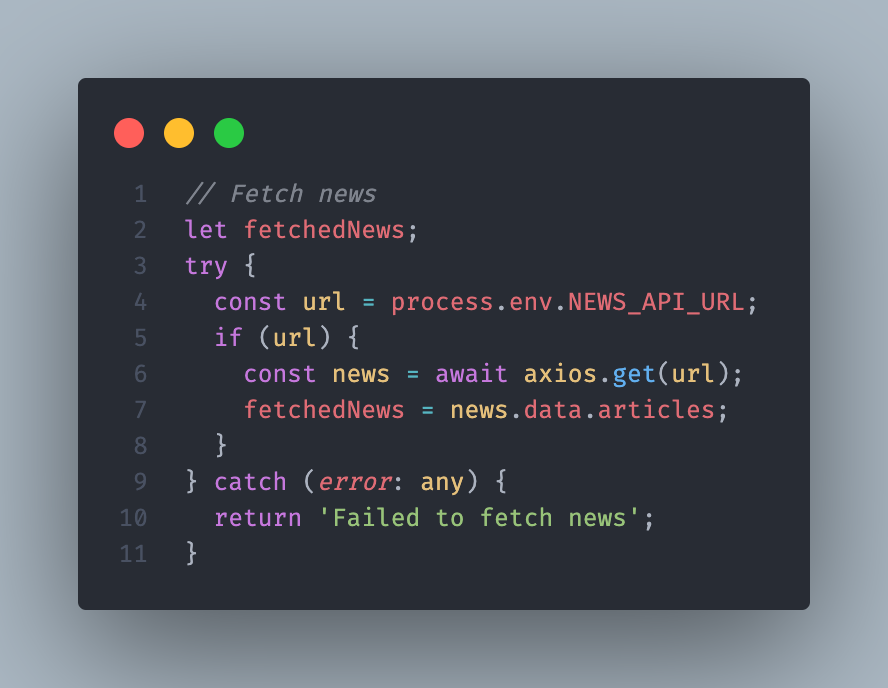 1 // Fetch news
2 let fetchedNews;
3 try {
4   const url = process.env.NEWS_API_URL;
5   if (url) {
6     const news = await axios.get(url);
7     fetchedNews = news.data.articles;
8   }
9 } catch (error: any) {
10   return 'Failed to fetch news';
11 }